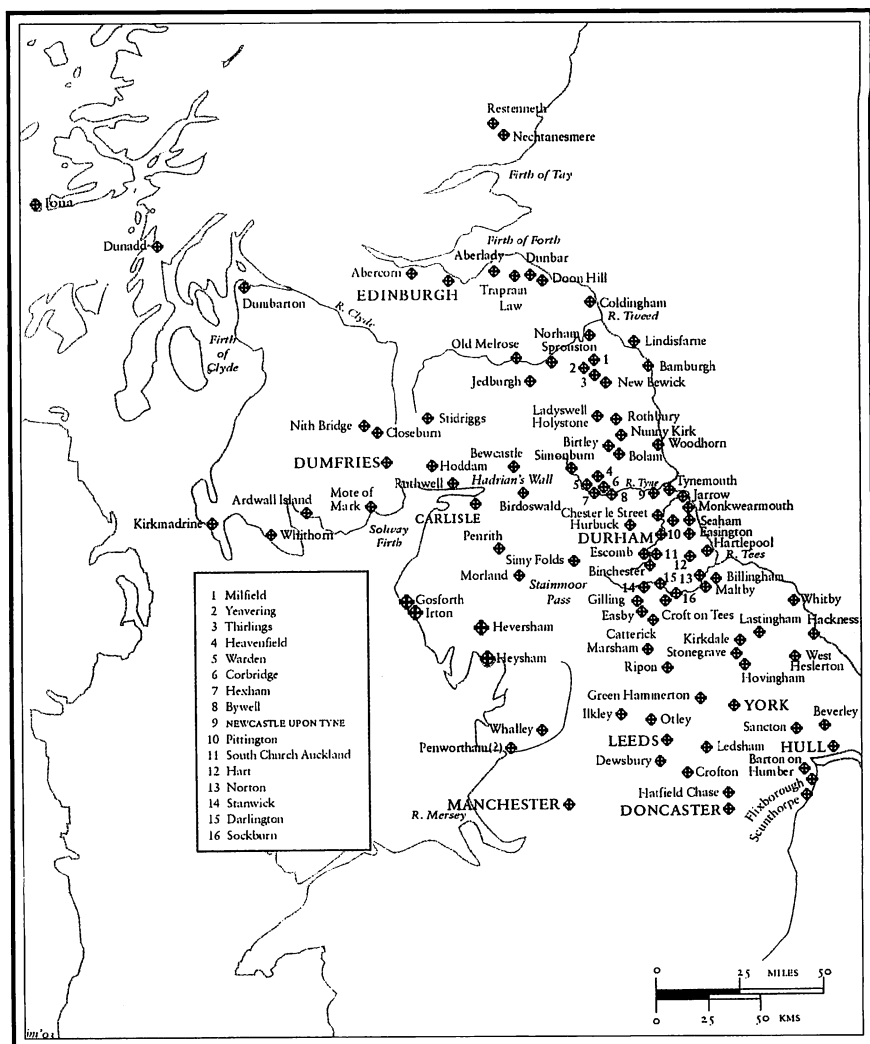 Restenneth
Nechtanesmere
Firth of Tay
Iona
Dunadd
Firth of Forth
Aberlady
Dunbar
Abercorn
Doon Hill
EDINBURGH
Traprain
Law
Dumbarton
Coldingham
R. Clyde
R. Tweed
Firth
of
Clyde
Norham
Lindisfarne
Old Melrose
Sprouston
1
2
3
Bamburgh
Jedburgh
New Bewick
Stidriggs
Ladyswell
Holystone
Rothbury
Nith Bridge
Closeburn
Nunny Kirk
Birtley
Woodhorn
Bewcastle
Simonburn
Bolam
DUMFRIES
Hoddam
4
Ruthwell
Hadrian's Wall
5
6
R. Tyne
Tynemouth
7
8
9
Jarrow
Ardwall Island
Mote of
Mark
Birdoswald
Monkwearmouth
Kirkmadrine
CARLISLE
Chester le Street
Seaham
Whithorn
Solway
Firth
Hurbuck
DURHAM
10
Easington
Penrith
Hartlepool
Simy Folds
Escomb
11
R. Tees
Morland
Binchester
12
Stainmoor
Pass
15
13
Billingham
14
Maltby
Gosforth
Gilling
16
Whitby
Irton
Easby
Croft on Tees
Lastingham
Hackness
Heversham
Catterick
Kirkdale
Marsham
Stonegrave
West
Heslerton
Heysham
Ripon
Hovingham
Green Hammerton
YORK
Ilkley
Otley
Beverley
Sancton
Whalley
LEEDS
Ledsham
HULL
Penwortham(2)
Dewsbury
Barton on
Humber
Crofton
Hatfield Chase
Flixborough
MANCHESTER
DONCASTER
Scunthorpe
R. Mersey
1 Milfield
2 Yeavering
3 Thirlings
4 Heavenfield
5 Warden
6 Corbridge
7 Hexham
8 Bywell
9 NEWCASTLE UPON TYNE
10 Pittington
11 South Church Auckland
12 Hart
13 Norton
14 Stanwick
15 Darlington
16 Sockburn
0 25 MILES 50
0 25 50 KMS
im'03